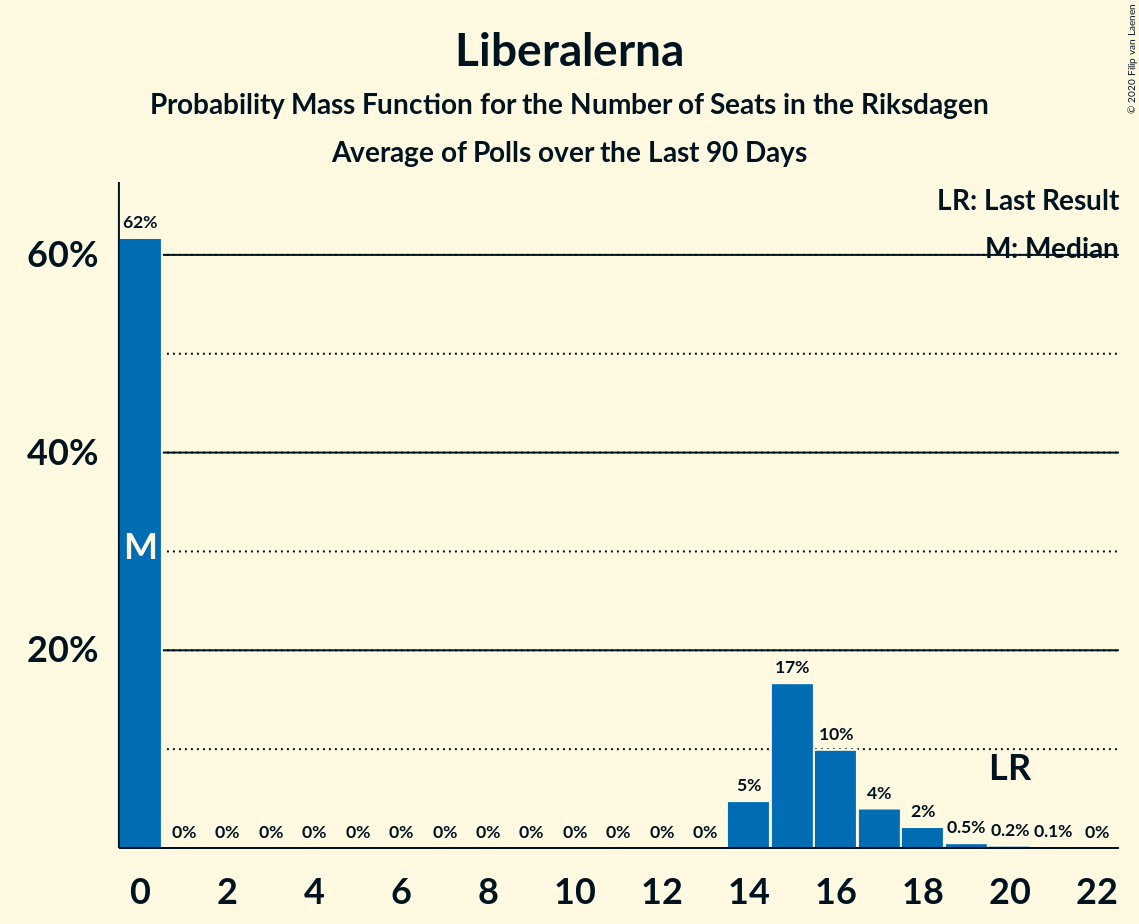 Liberalerna
Probability Mass Function for the Number of Seats in the Riksdagen
Average of Polls over the Last 90 Days
© 2020 Filip van Laenen
LR: Last Result
M: Median
62%
60%
40%
M
20%
17%
10%
LR
5%
4%
2%
0% 0% 0% 0% 0% 0% 0% 0% 0% 0% 0% 0% 0% 0.5% 0.2% 0.1% 0%
0 2 4 6 8 10 12 14 16 18 20 22